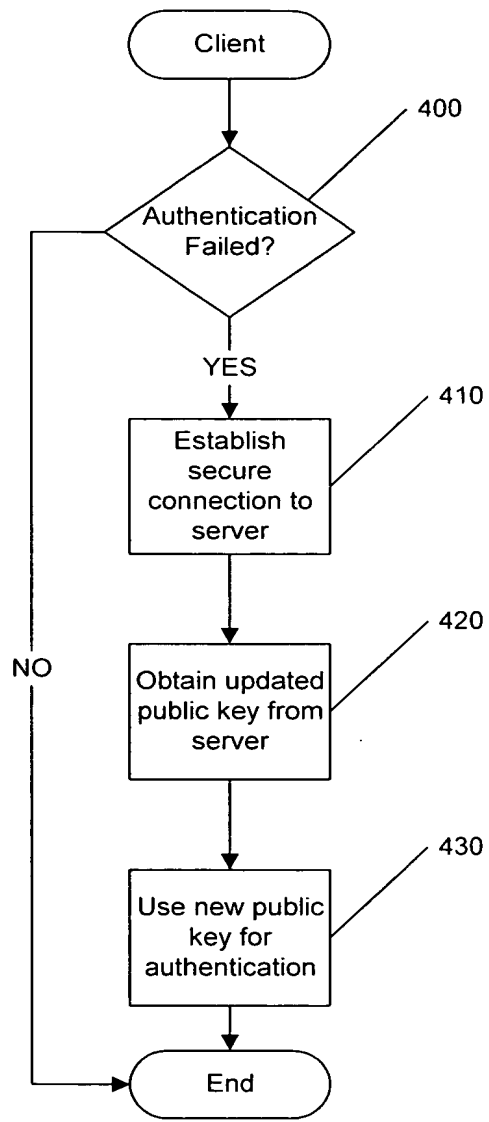 Client
400
Authentication
Failed?
YES
410
Establish
secure
connection to
server
420
NO
Obtain updated
public key from
server
430
Use new public
key for
authentication
End